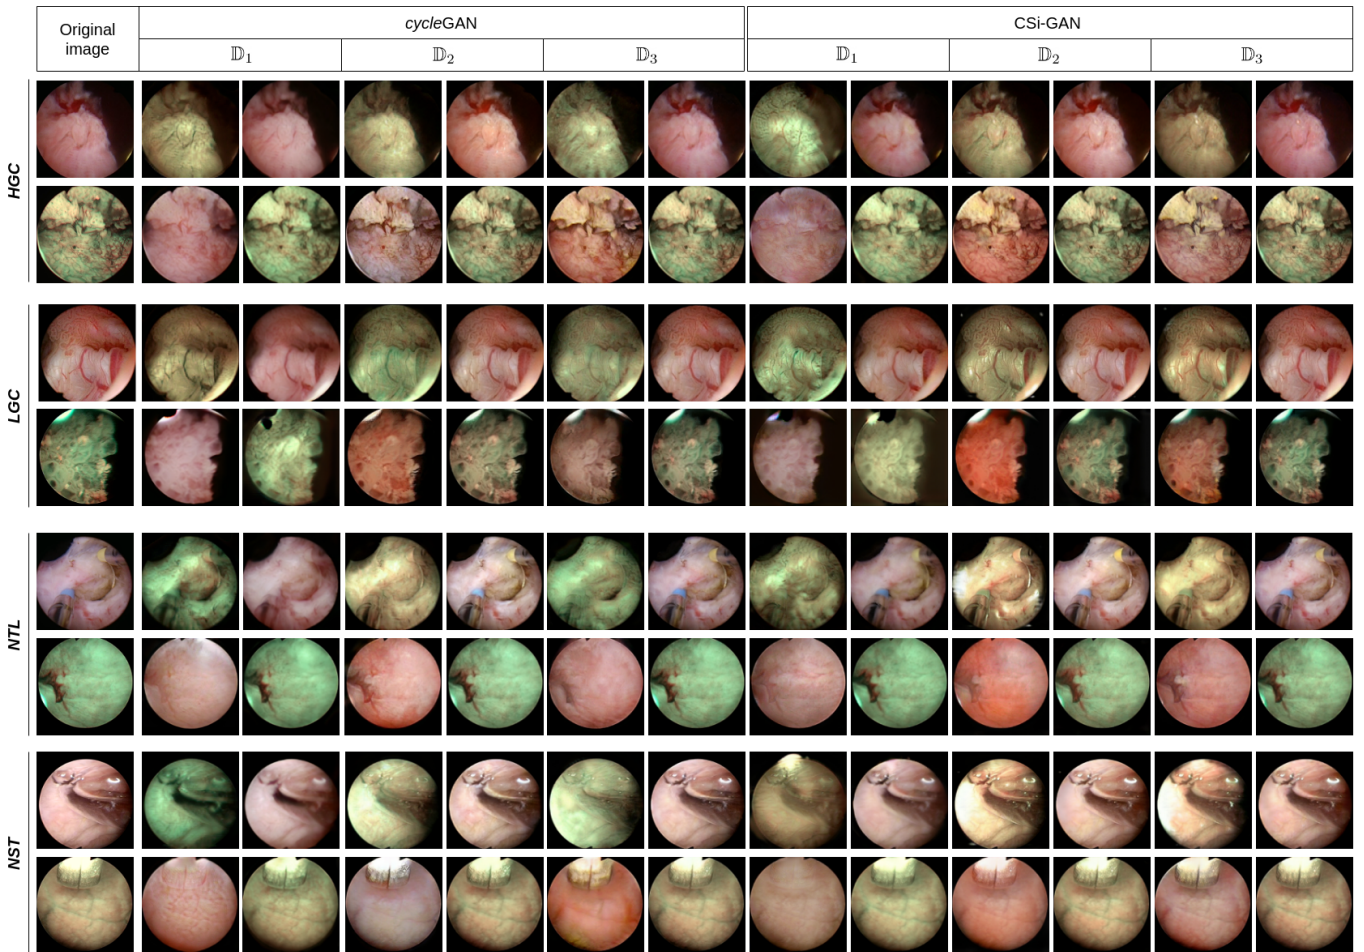 Original
image
cycleGAN
CSi-GAN
𝔻₁
𝔻₂
𝔻₃
𝔻₁
𝔻₂
𝔻₃
HGC
LGC
NTL
NST